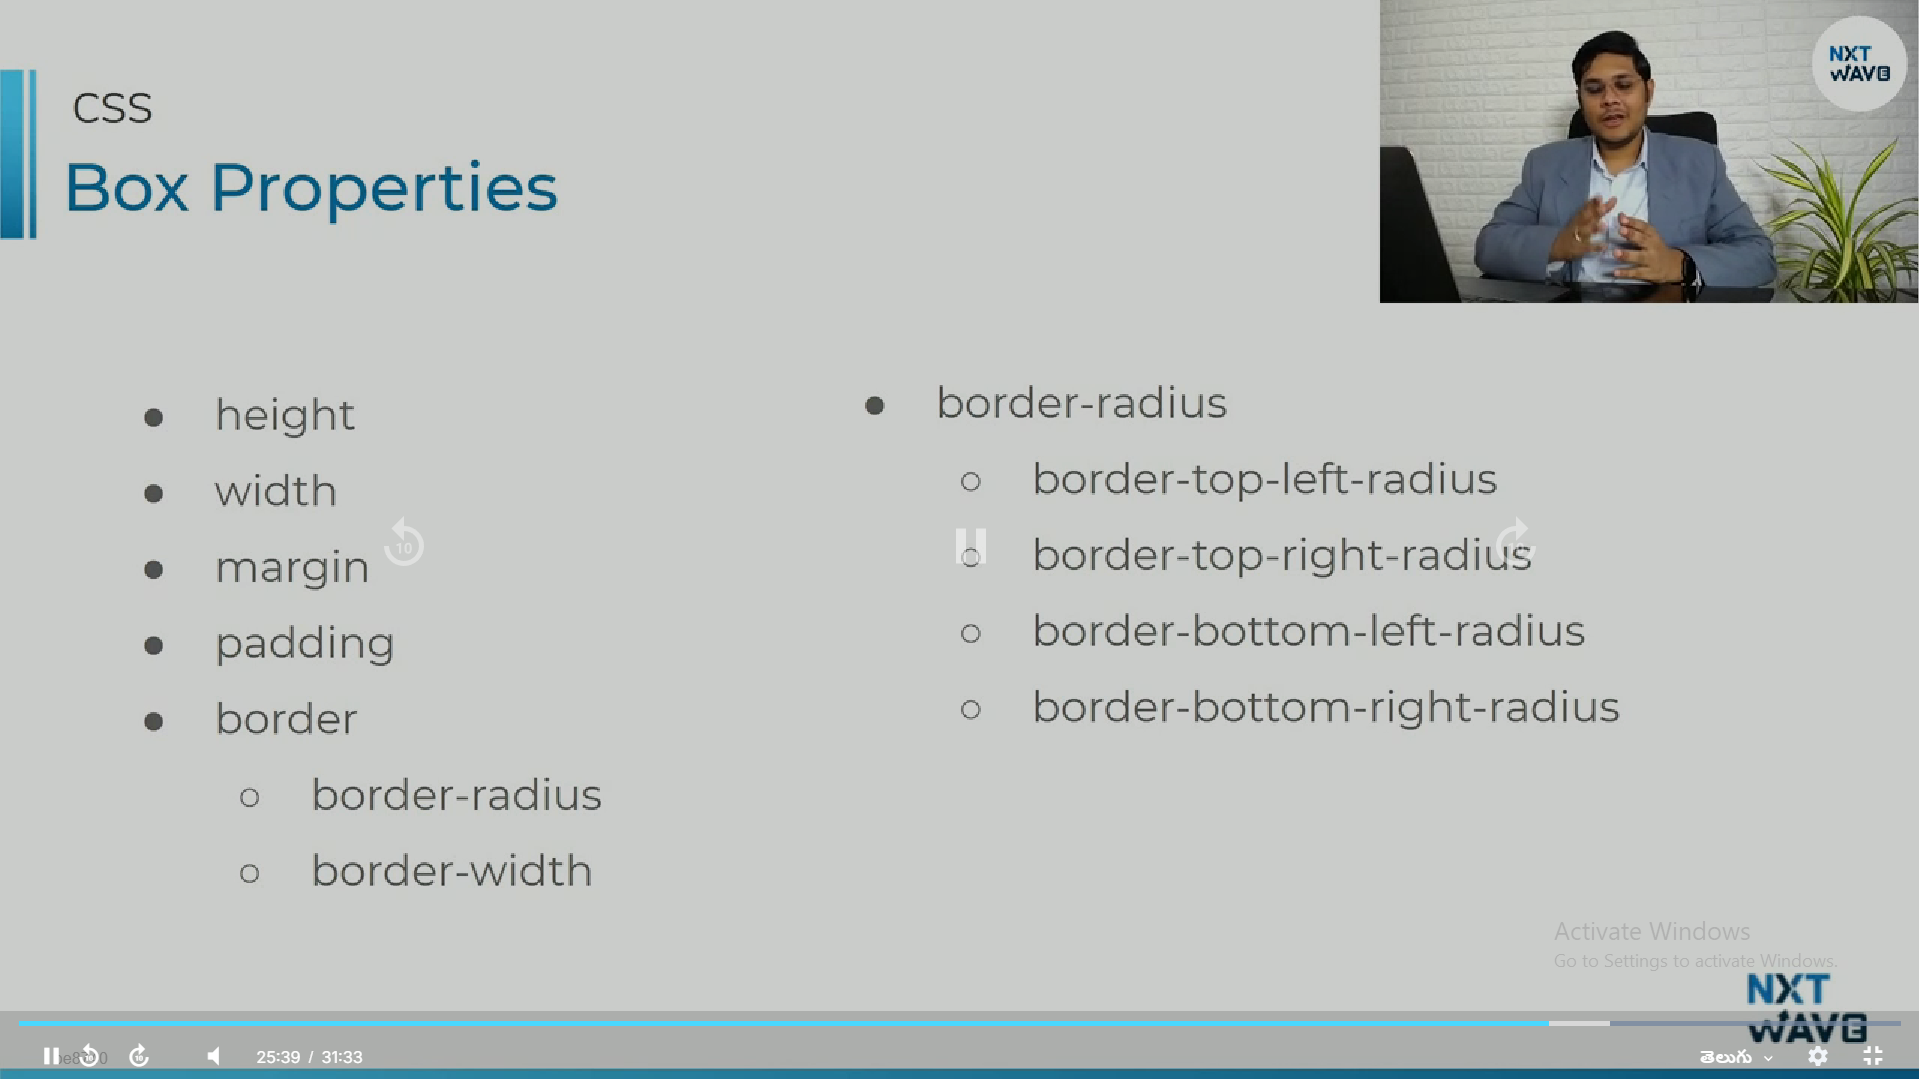 CSS
Box Properties
NXT
WAVE
height
width
margin
padding
border
border-radius
border-width
border-radius
border-top-left-radius
border-top-right-radius
border-bottom-left-radius
border-bottom-right-radius
10
Activate Windows
Go to Settings to activate Windows.
NXT
WAVE
25:39 / 31:33
తెలుగు